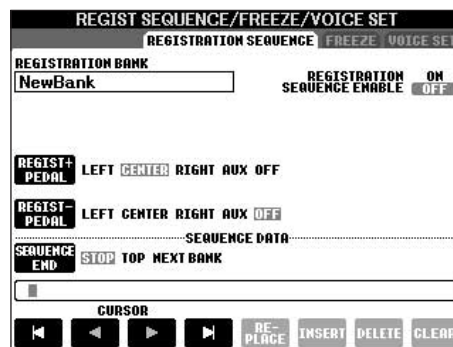 REGIST SEQUENCE/FREEZE/VOICE SET
REGISTRATION SEQUENCE FREEZE VOICE SET
REGISTRATION BANK
NewBank
REGISTRATION SEQUENCE ENABLE ON OFF
REGIST+ PEDAL LEFT CENTER RIGHT AUX OFF
REGIST- PEDAL LEFT CENTER RIGHT AUX OFF
SEQUENCE DATA
SEQUENCE END STOP TOP NEXT BANK
CURSOR
RE-PLACE INSERT DELETE CLEAR